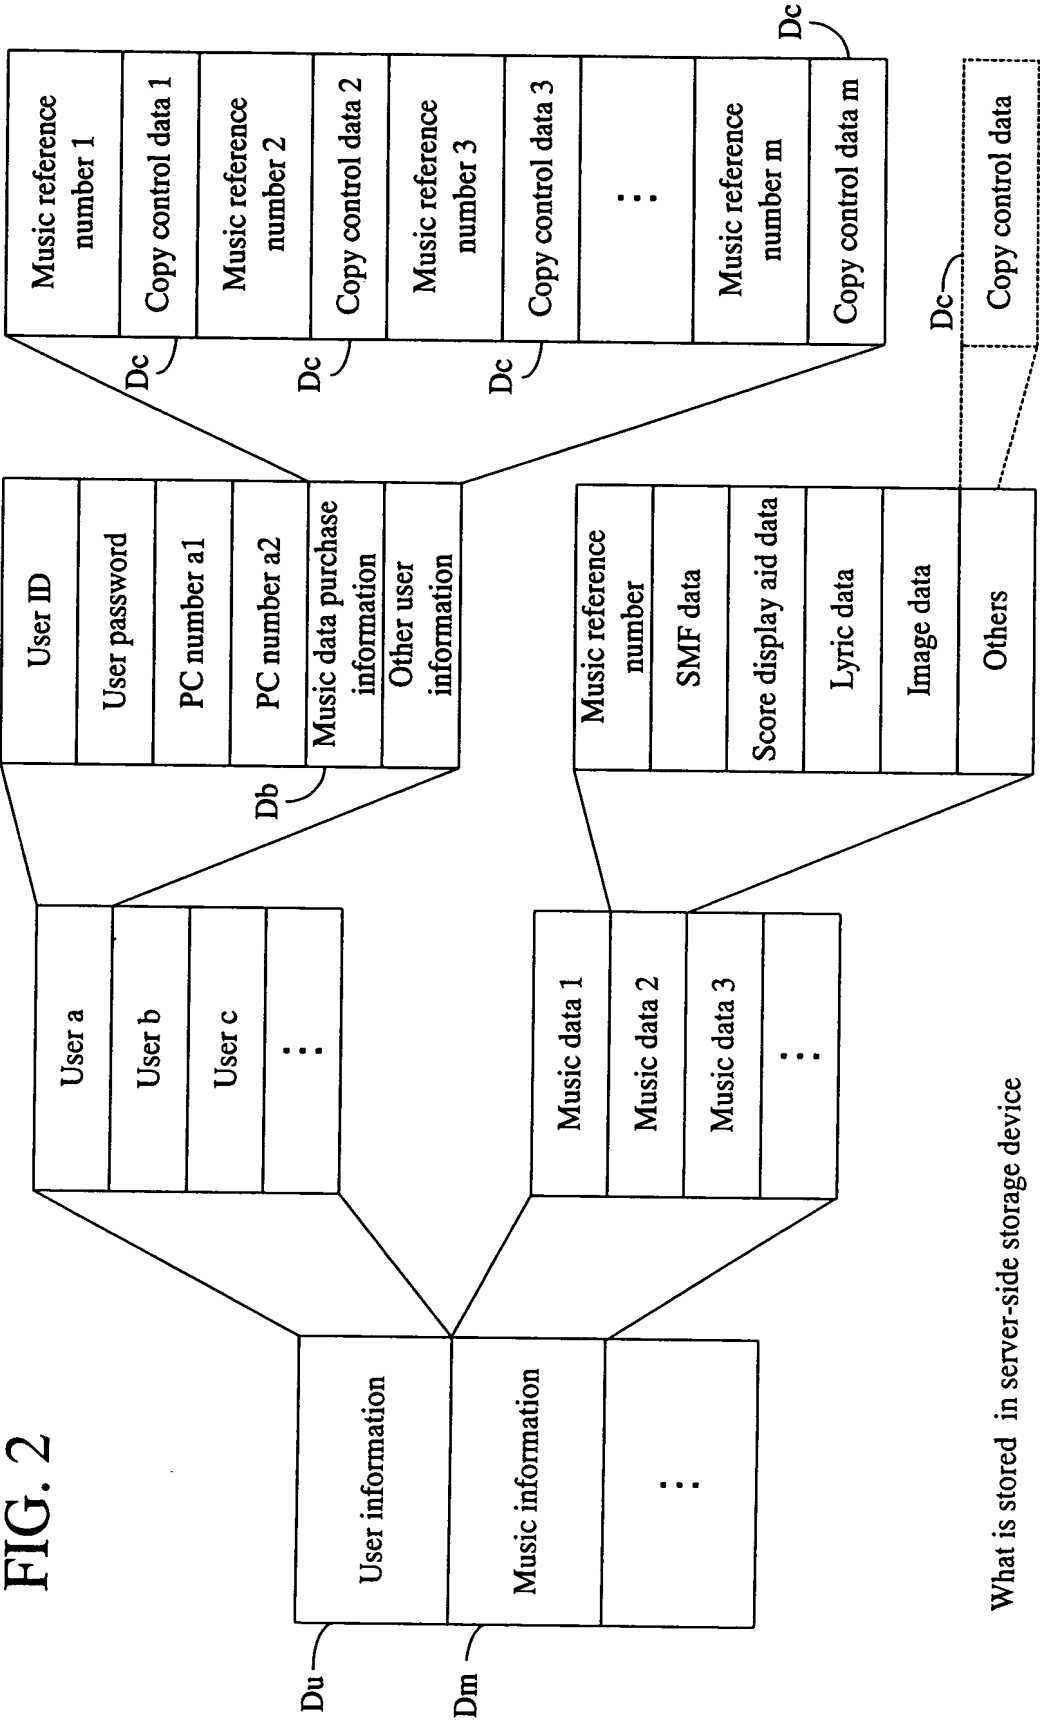 FIG. 2
Du
User information
Dm
Music information
⋮
User a
User b
User c
⋮
Music data 1
Music data 2
Music data 3
⋮
User ID
User password
PC number a1
PC number a2
Music data purchase
information
Other user
information
Db
Music reference
number
SMF data
Score display aid data
Lyric data
Image data
Others
Music reference
number 1
Copy control data 1
Dc
Music reference
number 2
Copy control data 2
Dc
Music reference
number 3
Copy control data 3
Dc
⋮
Music reference
number m
Copy control data m
Dc
Dc
Copy control data
What is stored in server-side storage device